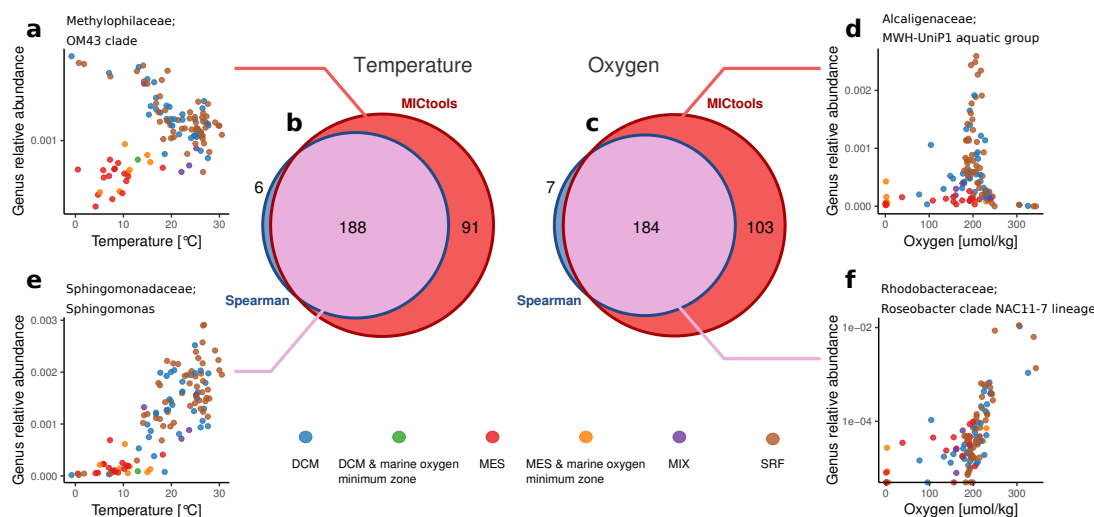 a
Methylophilaceae;
OM43 clade
Genus relative abundance
0.001
0
10
20
30
Temperature [°C]
Temperature
b
MICtools
6
188
91
Spearman
Oxygen
c
MICtools
7
184
103
Spearman
d
Alcaligenaceae;
MWH-UniP1 aquatic group
Genus relative abundance
0.002
0.001
0.000
0
100
200
300
Oxygen [umol/kg]
e
Sphingomonadaceae;
Sphingomonas
Genus relative abundance
0.003
0.002
0.001
0.000
0
10
20
30
Temperature [°C]
DCM
DCM & marine oxygen
minimum zone
MES
MES & marine oxygen
minimum zone
MIX
SRF
f
Rhodobacteraceae;
Roseobacter clade NAC11-7 lineage
Genus relative abundance
1e−02
1e−04
0
100
200
300
Oxygen [umol/kg]